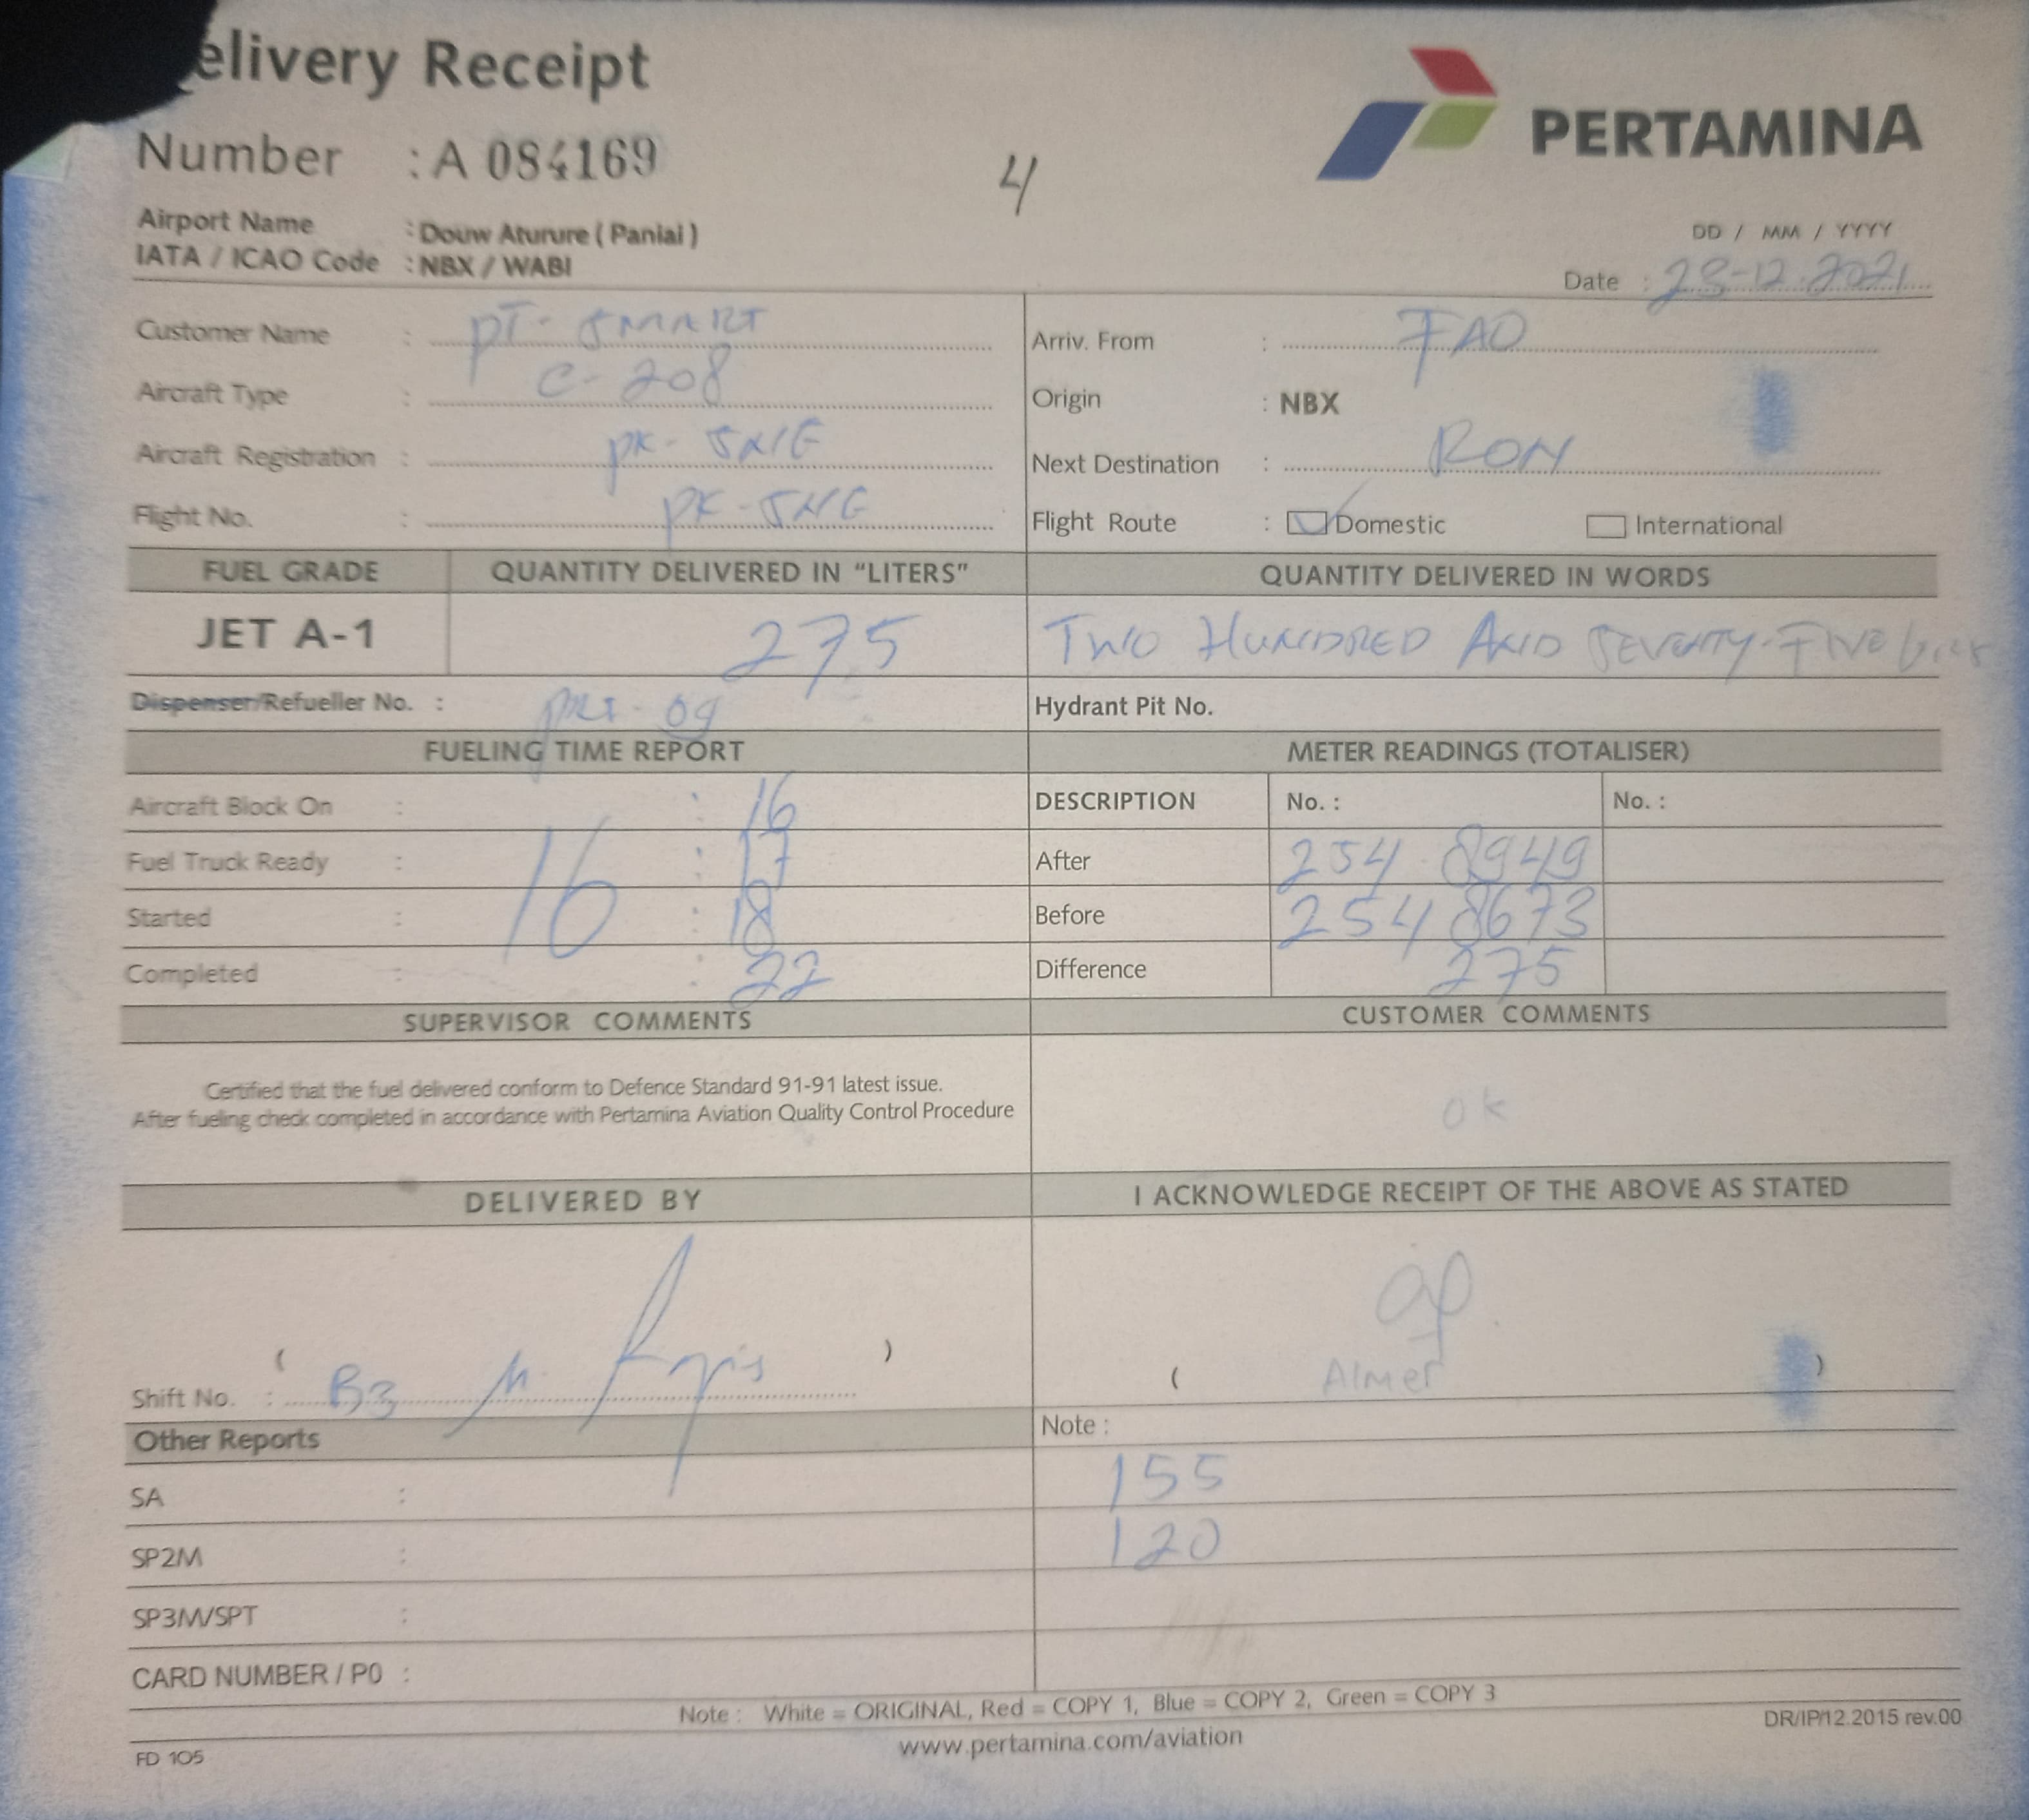 elivery Receipt
PERTAMINA
Number : A 084169
4
Airport Name : Douw Aturure ( Paniai )
IATA / ICAO Code : NBX / WABI
DD / MM / YYYY
Date : 23-12-2021
Customer Name : PT- SMART
Arriv. From : FAO
Aircraft Type : C-208
Origin : NBX
Aircraft Registration : PK-SNE
Next Destination : RON
Flight No. : PK-SNE
Flight Route : Domestic International
FUEL GRADE QUANTITY DELIVERED IN “LITERS” QUANTITY DELIVERED IN WORDS
JET A-1 275 TWO HUNDRED AND SEVENTY-FIVE
Dispenser/Refueller No. : 09
Hydrant Pit No.
FUELING TIME REPORT METER READINGS (TOTALISER)
Aircraft Block On : : 16
DESCRIPTION No. : No. :
Fuel Truck Ready : 16 : 17
After 254 8949
Started : : 18
Before 254 8673
Completed : : 22
Difference 275
SUPERVISOR COMMENTS CUSTOMER COMMENTS
Certified that the fuel delivered conform to Defence Standard 91-91 latest issue.
After fueling check completed in accordance with Pertamina Aviation Quality Control Procedure
ok
DELIVERED BY I ACKNOWLEDGE RECEIPT OF THE ABOVE AS STATED
( )
( Almer )
Shift No. : B3
Other Reports
Note :
SA :
155
SP2M :
120
SP3M/SPT :
CARD NUMBER / P0 :
Note : White = ORIGINAL, Red = COPY 1, Blue = COPY 2, Green = COPY 3
DR/IP/12.2015 rev.00
www.pertamina.com/aviation
FD 105